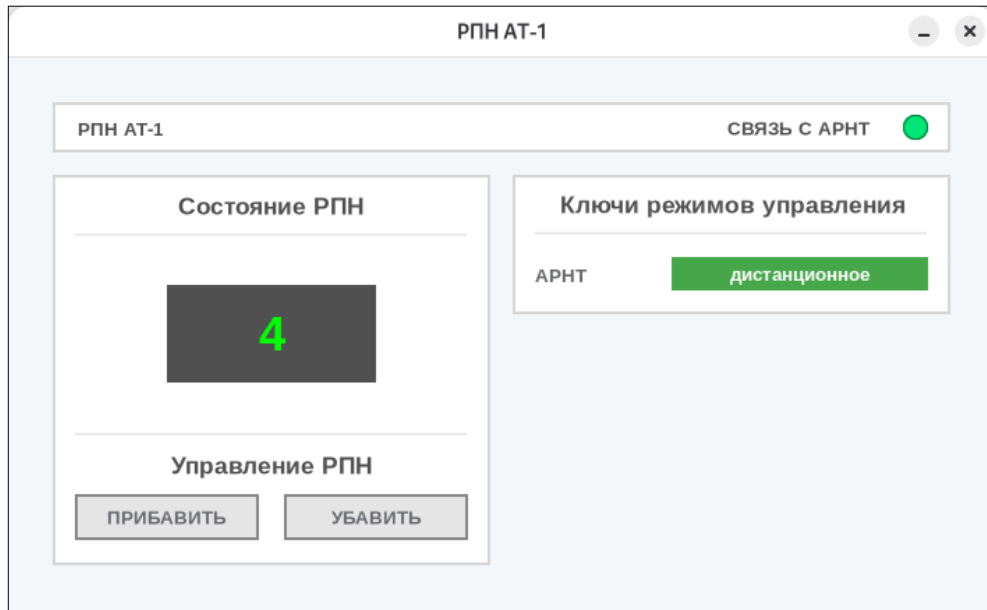 РПН АТ-1
РПН АТ-1
СВЯЗЬ С АРНТ
Состояние РПН
4
Управление РПН
ПРИБАВИТЬ
УБАВИТЬ
Ключи режимов управления
АРНТ
дистанционное